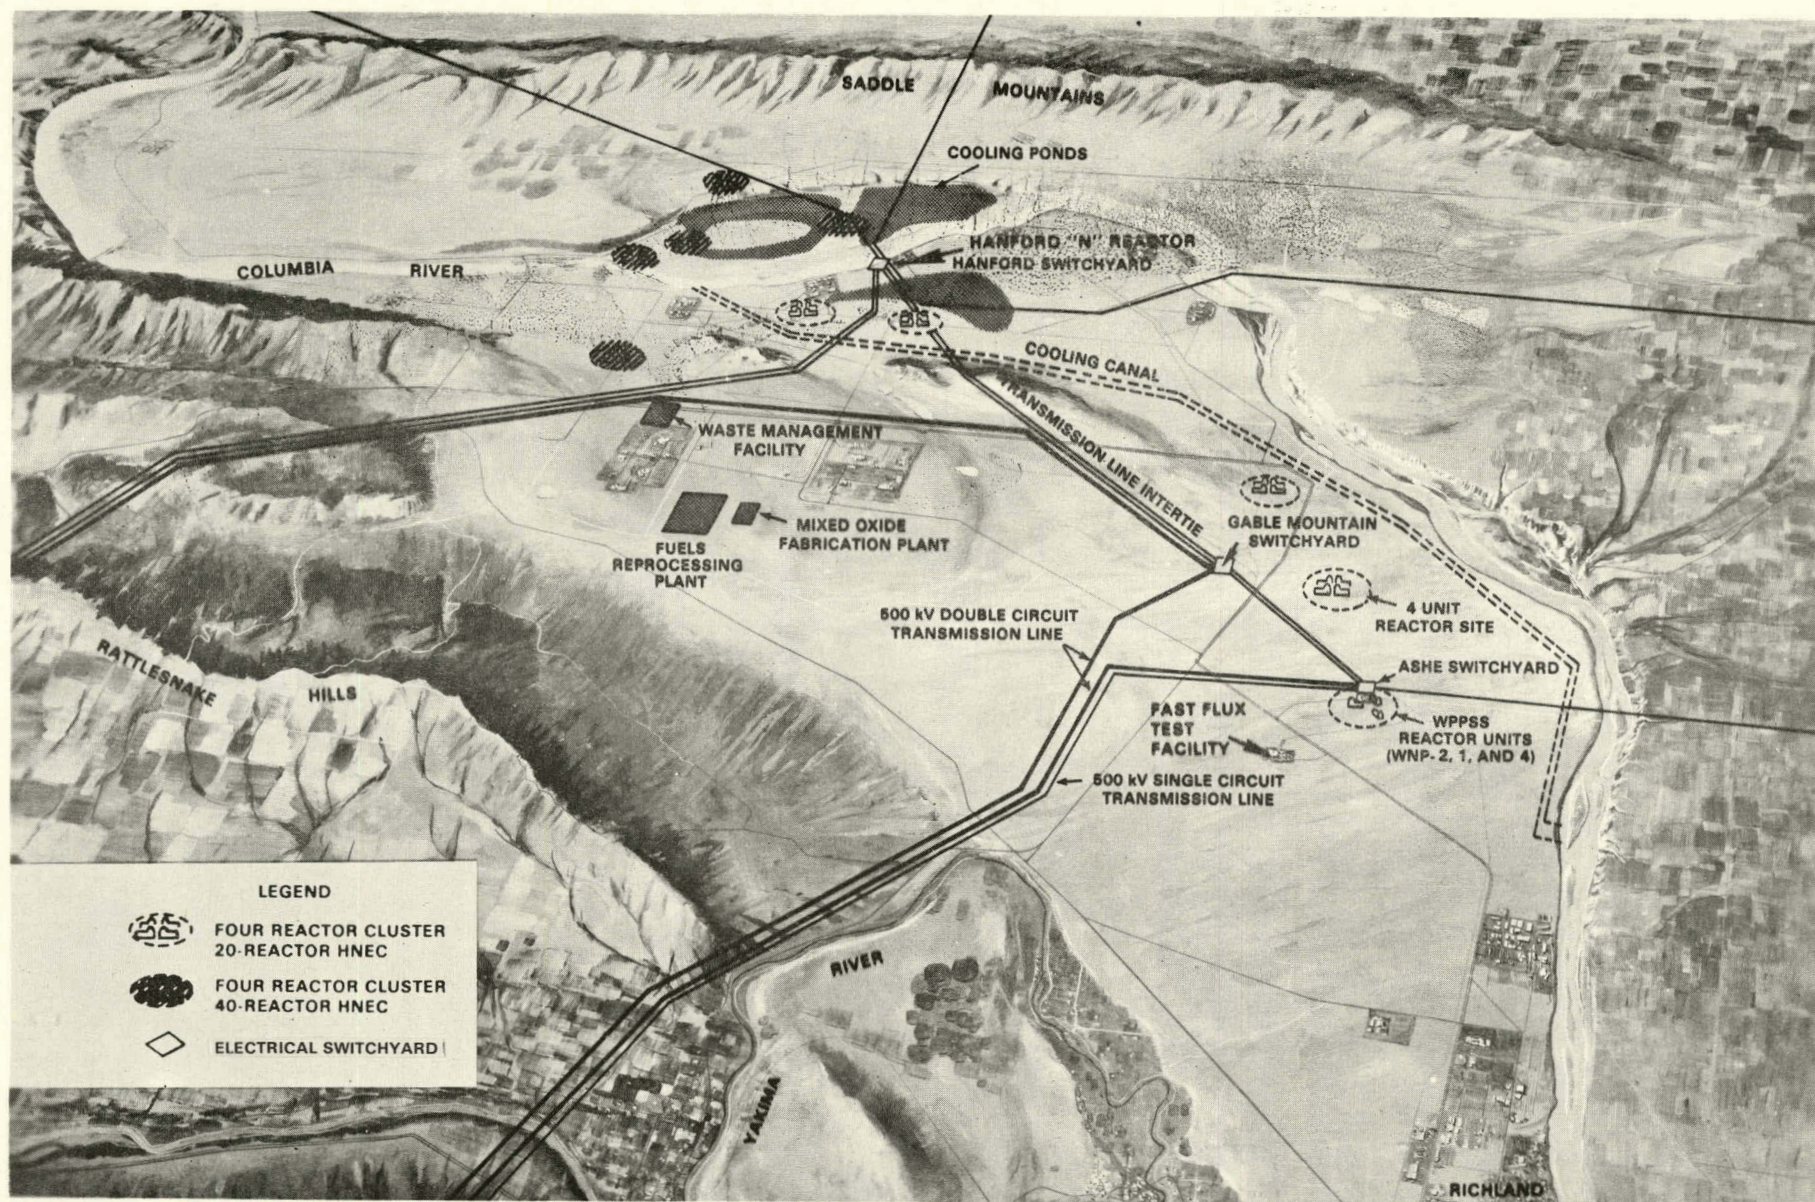 SADDLE MOUNTAINS
COOLING PONDS
HANFORD "N" REACTOR
HANFORD SWITCHYARD
COLUMBIA RIVER
COOLING CANAL
TRANSMISSION LINE INTERTIE
WASTE MANAGEMENT
FACILITY
MIXED OXIDE
FABRICATION PLANT
FUELS
REPROCESSING
PLANT
GABLE MOUNTAIN
SWITCHYARD
4 UNIT
REACTOR SITE
500 kV DOUBLE CIRCUIT
TRANSMISSION LINE
ASHE SWITCHYARD
RATTLESNAKE HILLS
FAST FLUX
TEST
FACILITY
WPPSS
REACTOR UNITS
(WNP-2, 1, AND 4)
500 kV SINGLE CIRCUIT
TRANSMISSION LINE
LEGEND
FOUR REACTOR CLUSTER
20-REACTOR HNEC
FOUR REACTOR CLUSTER
40-REACTOR HNEC
ELECTRICAL SWITCHYARD
YAKIMA RIVER
RICHLAND